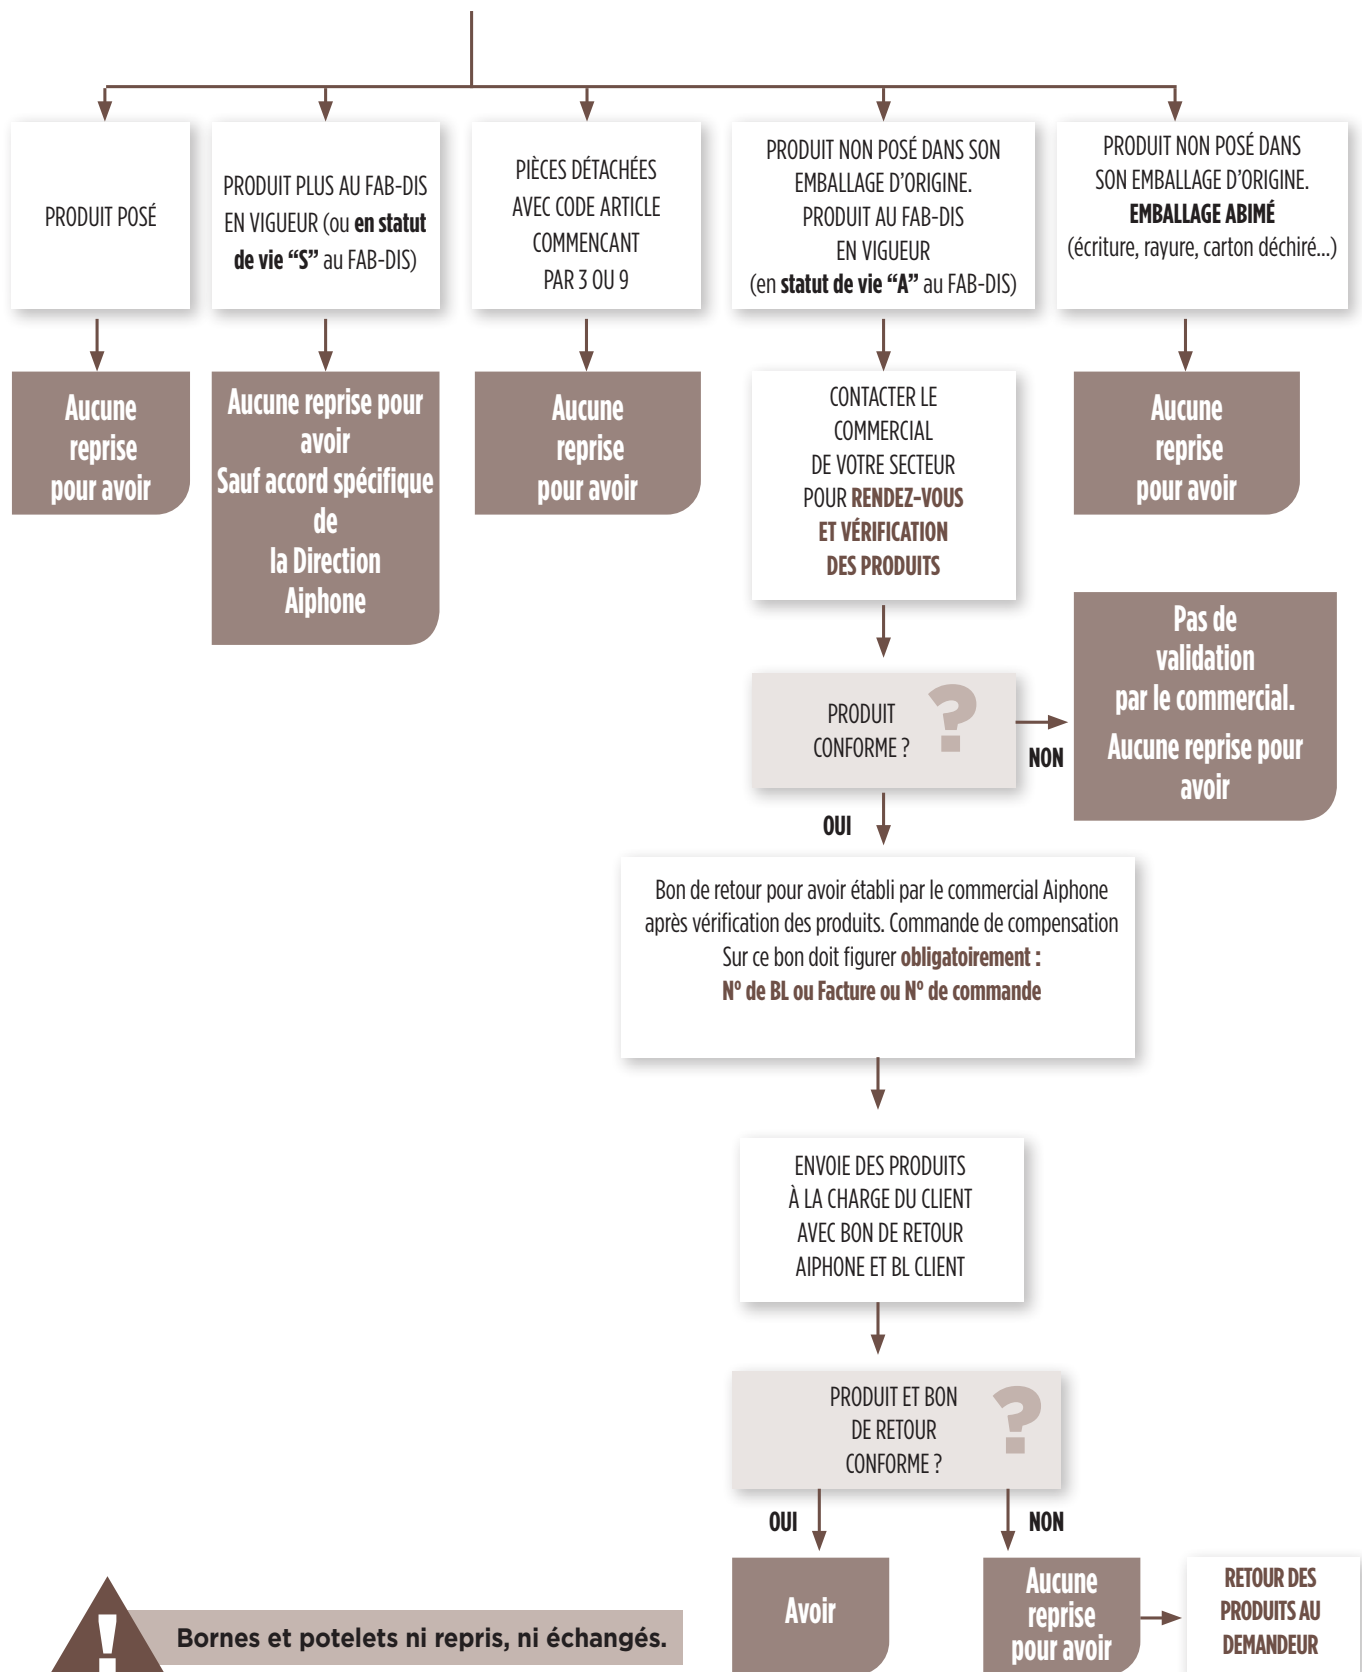 PRODUIT POSÉ
PRODUIT PLUS AU FAB-DIS
EN VIGUEUR (ou en statut
de vie “S” au FAB-DIS)
PIÈCES DÉTACHÉES
AVEC CODE ARTICLE
COMMENCANT
PAR 3 OU 9
PRODUIT NON POSÉ DANS SON
EMBALLAGE D'ORIGINE.
PRODUIT AU FAB-DIS
EN VIGUEUR
(en statut de vie “A” au FAB-DIS)
PRODUIT NON POSÉ DANS
SON EMBALLAGE D'ORIGINE.
EMBALLAGE ABIMÉ
(écriture, rayure, carton déchiré...)
Aucune
reprise
pour avoir
Aucune reprise pour
avoir
Sauf accord spécifique
de
la Direction
Aiphone
Aucune
reprise
pour avoir
CONTACTER LE
COMMERCIAL
DE VOTRE SECTEUR
POUR RENDEZ-VOUS
ET VÉRIFICATION
DES PRODUITS
Aucune
reprise
pour avoir
PRODUIT
CONFORME ?
?
NON
Pas de
validation
par le commercial.
Aucune reprise pour
avoir
OUI
Bon de retour pour avoir établi par le commercial Aiphone
après vérification des produits. Commande de compensation
Sur ce bon doit figurer obligatoirement :
N° de BL ou Facture ou N° de commande
ENVOIE DES PRODUITS
À LA CHARGE DU CLIENT
AVEC BON DE RETOUR
AIPHONE ET BL CLIENT
PRODUIT ET BON
DE RETOUR
CONFORME ?
?
OUI
NON
Avoir
Aucune
reprise
pour avoir
RETOUR DES
PRODUITS AU
DEMANDEUR
!
Bornes et potelets ni repris, ni échangés.